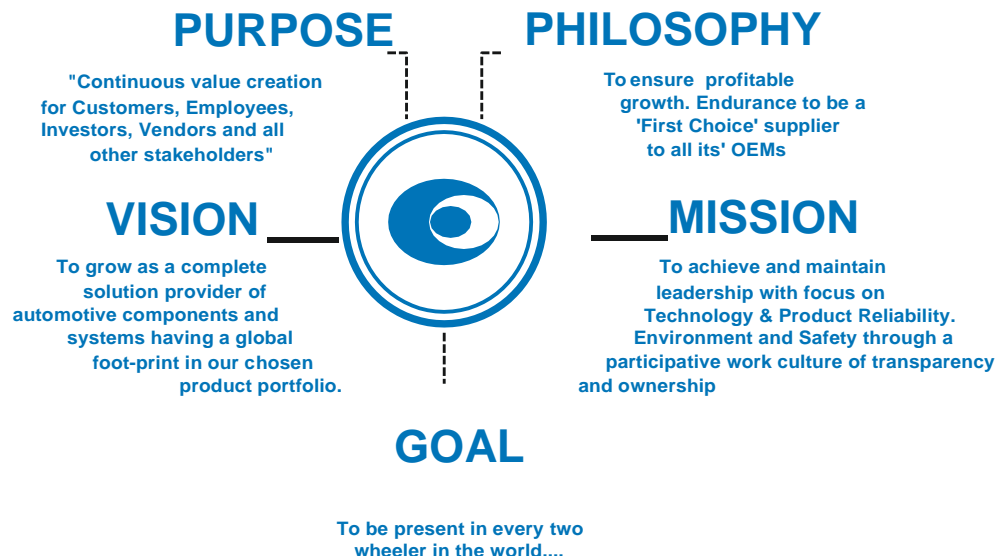 PURPOSE
"Continuous value creation
for Customers, Employees,
Investors, Vendors and all
other stakeholders"
PHILOSOPHY
To ensure profitable
growth. Endurance to be a
'First Choice' supplier
to all its' OEMs
VISION
To grow as a complete
solution provider of
automotive components and
systems having a global
foot-print in our chosen
product portfolio.
MISSION
To achieve and maintain
leadership with focus on
Technology & Product Reliability.
Environment and Safety through a
participative work culture of transparency
and ownership
GOAL
To be present in every two
wheeler in the world....